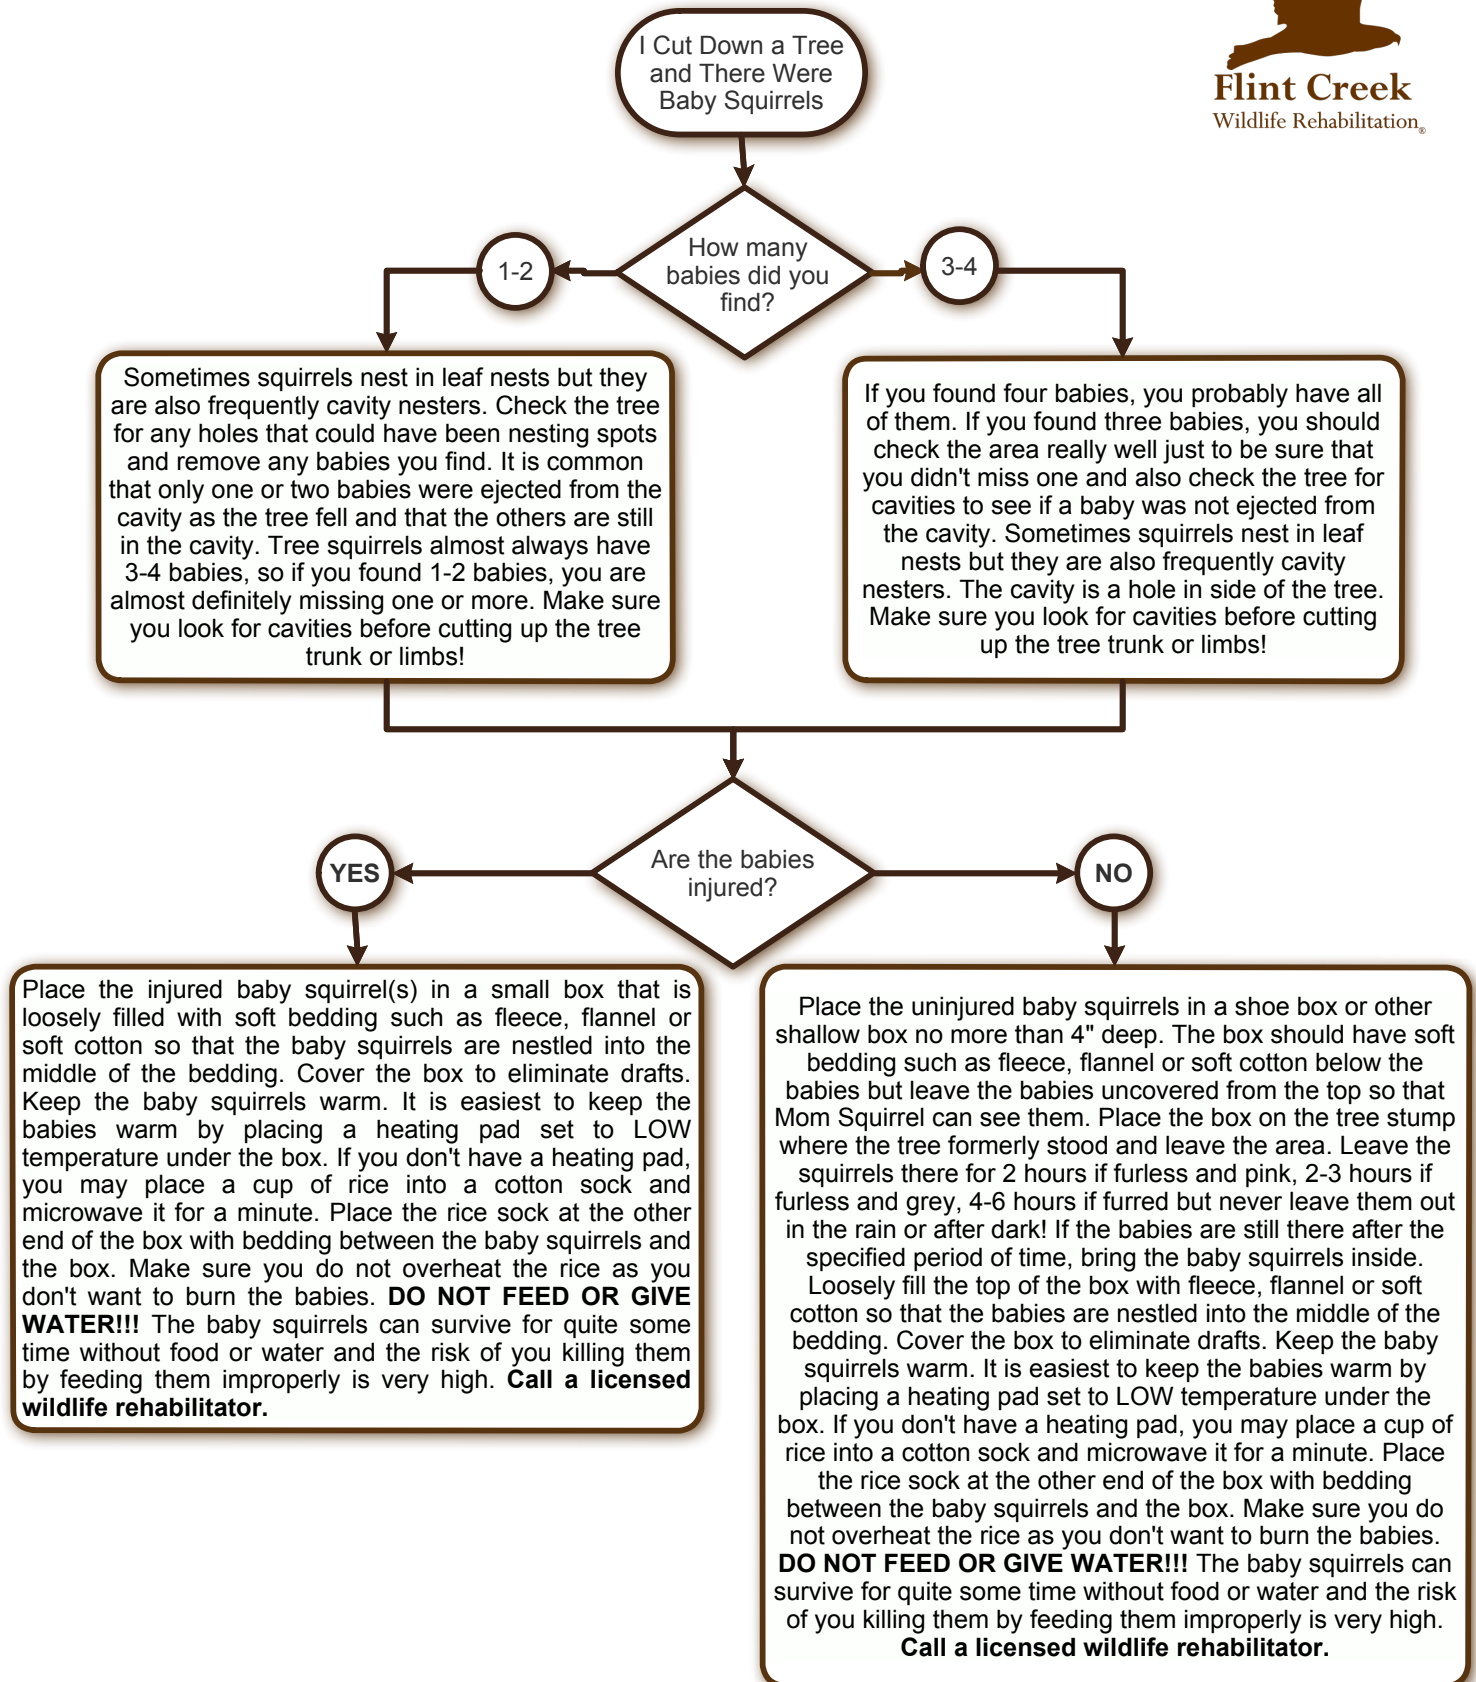 I Cut Down a Tree
and There Were
Baby Squirrels
Flint Creek
Wildlife Rehabilitation®
How many
babies did you
find?
1-2
3-4
Sometimes squirrels nest in leaf nests but they
are also frequently cavity nesters. Check the tree
for any holes that could have been nesting spots
and remove any babies you find. It is common
that only one or two babies were ejected from the
cavity as the tree fell and that the others are still
in the cavity. Tree squirrels almost always have
3-4 babies, so if you found 1-2 babies, you are
almost definitely missing one or more. Make sure
you look for cavities before cutting up the tree
trunk or limbs!
If you found four babies, you probably have all
of them. If you found three babies, you should
check the area really well just to be sure that
you didn't miss one and also check the tree for
cavities to see if a baby was not ejected from
the cavity. Sometimes squirrels nest in leaf
nests but they are also frequently cavity
nesters. The cavity is a hole in side of the tree.
Make sure you look for cavities before cutting
up the tree trunk or limbs!
Are the babies
injured?
YES
NO
Place the injured baby squirrel(s) in a small box that is
loosely filled with soft bedding such as fleece, flannel or
soft cotton so that the baby squirrels are nestled into the
middle of the bedding. Cover the box to eliminate drafts.
Keep the baby squirrels warm. It is easiest to keep the
babies warm by placing a heating pad set to LOW
temperature under the box. If you don't have a heating pad,
you may place a cup of rice into a cotton sock and
microwave it for a minute. Place the rice sock at the other
end of the box with bedding between the baby squirrels and
the box. Make sure you do not overheat the rice as you
don't want to burn the babies. DO NOT FEED OR GIVE
WATER!!! The baby squirrels can survive for quite some
time without food or water and the risk of you killing them
by feeding them improperly is very high. Call a licensed
wildlife rehabilitator.
Place the uninjured baby squirrels in a shoe box or other
shallow box no more than 4" deep. The box should have soft
bedding such as fleece, flannel or soft cotton below the
babies but leave the babies uncovered from the top so that
Mom Squirrel can see them. Place the box on the tree stump
where the tree formerly stood and leave the area. Leave the
squirrels there for 2 hours if furless and pink, 2-3 hours if
furless and grey, 4-6 hours if furred but never leave them out
in the rain or after dark! If the babies are still there after the
specified period of time, bring the baby squirrels inside.
Loosely fill the top of the box with fleece, flannel or soft
cotton so that the babies are nestled into the middle of the
bedding. Cover the box to eliminate drafts. Keep the baby
squirrels warm. It is easiest to keep the babies warm by
placing a heating pad set to LOW temperature under the
box. If you don't have a heating pad, you may place a cup of
rice into a cotton sock and microwave it for a minute. Place
the rice sock at the other end of the box with bedding
between the baby squirrels and the box. Make sure you do
not overheat the rice as you don't want to burn the babies.
DO NOT FEED OR GIVE WATER!!! The baby squirrels can
survive for quite some time without food or water and the risk
of you killing them by feeding them improperly is very high.
Call a licensed wildlife rehabilitator.